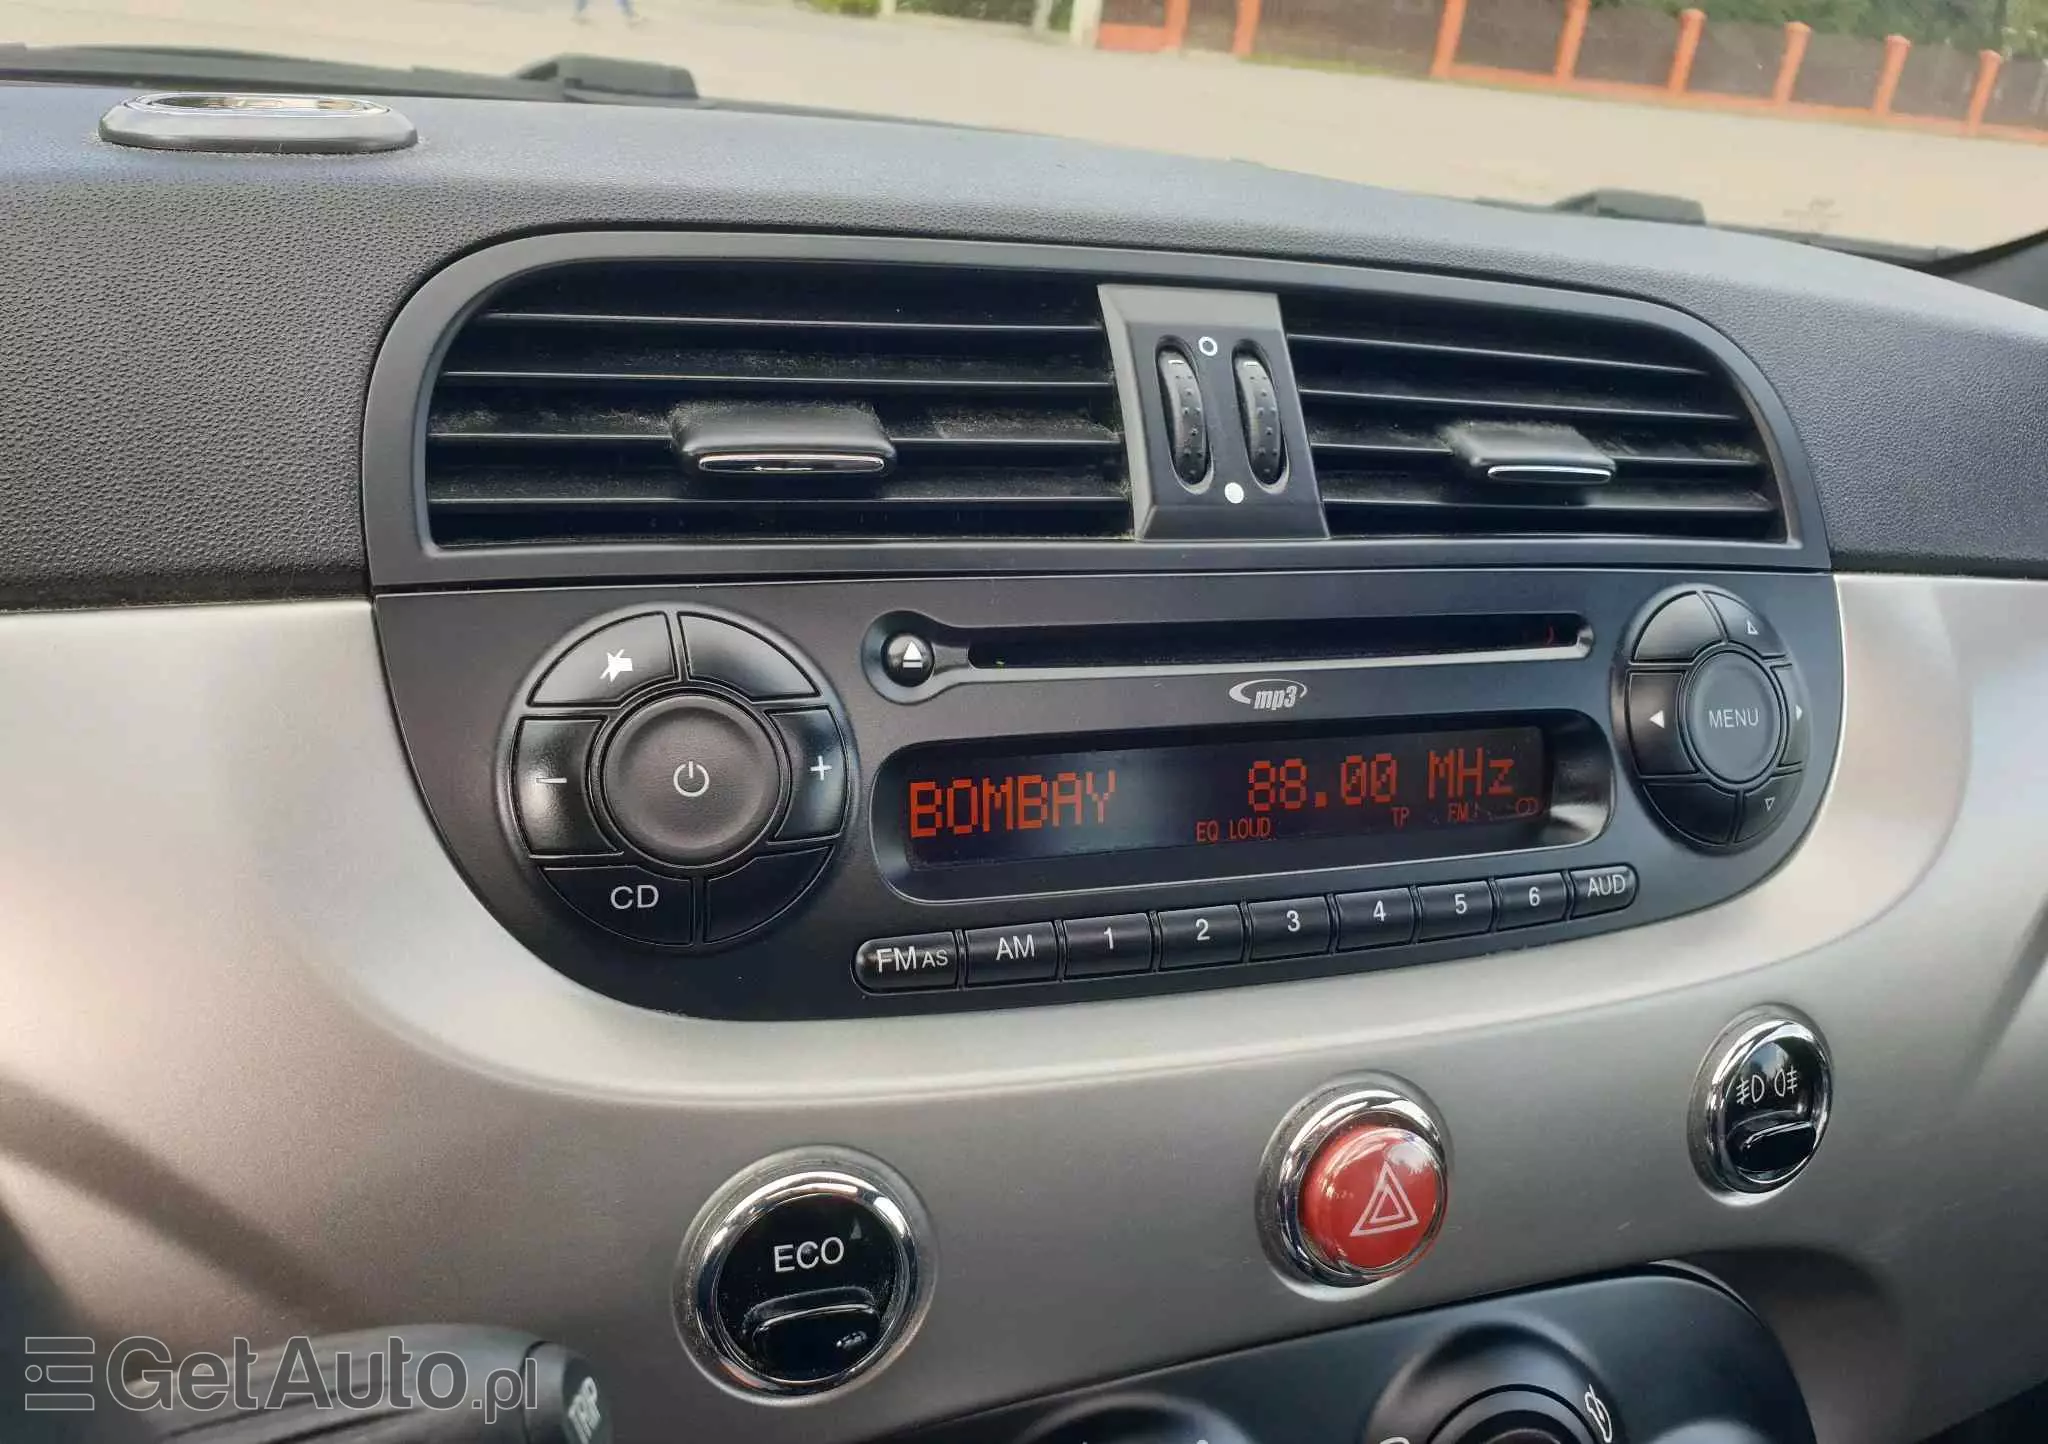 mp3
MENU
BOMBAY 88.00 MHz
EQ LOUD TP FM
CD
FM AS AM 1 2 3 4 5 6 AUD
ECO
GetAuto.pl
TRIP